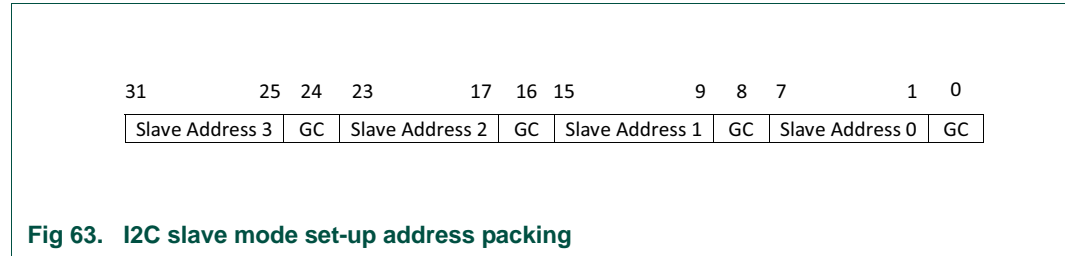 31 25 24 23 17 16 15 9 8 7 1 0
Slave Address 3 GC Slave Address 2 GC Slave Address 1 GC Slave Address 0 GC
Fig 63. I2C slave mode set-up address packing